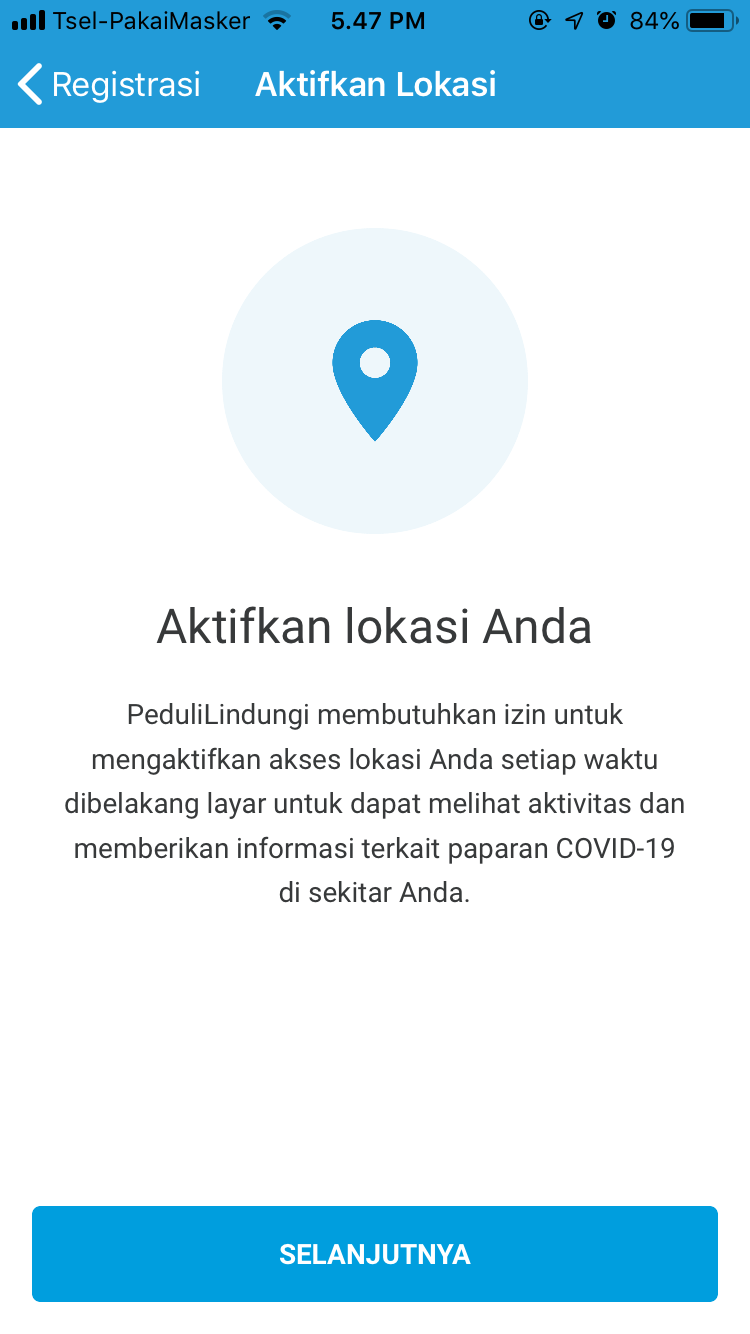 Tsel-PakaiMasker 5.47 PM 84%
Registrasi Aktifkan Lokasi
Aktifkan lokasi Anda
PeduliLindungi membutuhkan izin untuk
mengaktifkan akses lokasi Anda setiap waktu
dibelakang layar untuk dapat melihat aktivitas dan
memberikan informasi terkait paparan COVID-19
di sekitar Anda.
SELANJUTNYA